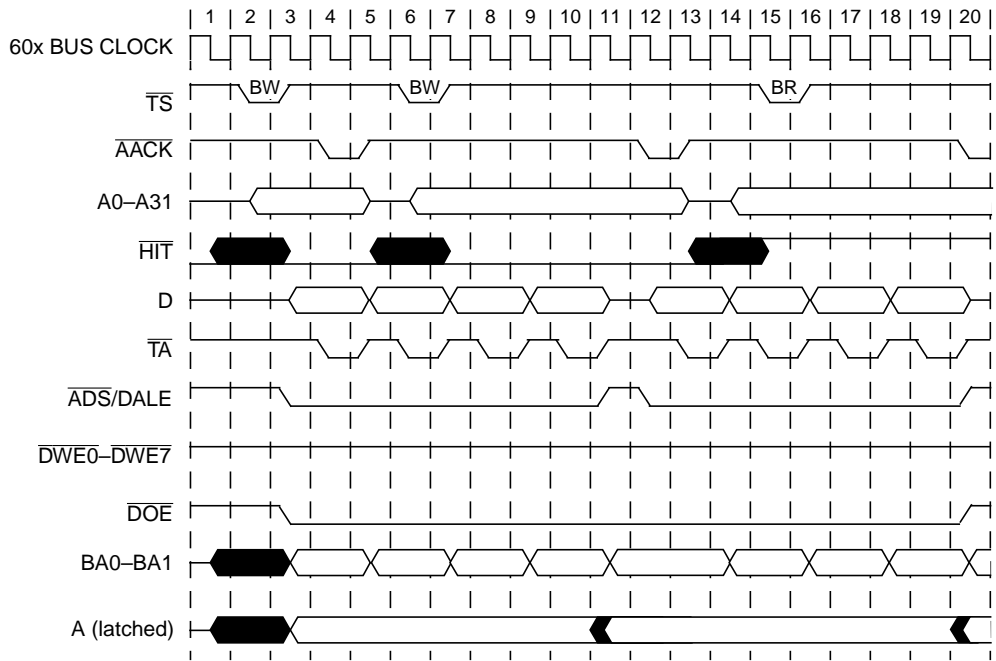 1 2 3 4 5 6 7 8 9 10 11 12 13 14 15 16 17 18 19 20
60x BUS CLOCK
BW BW BR
TS
AACK
A0–A31
HIT
D
TA
ADS/DALE
DWE0–DWE7
DOE
BA0–BA1
A (latched)